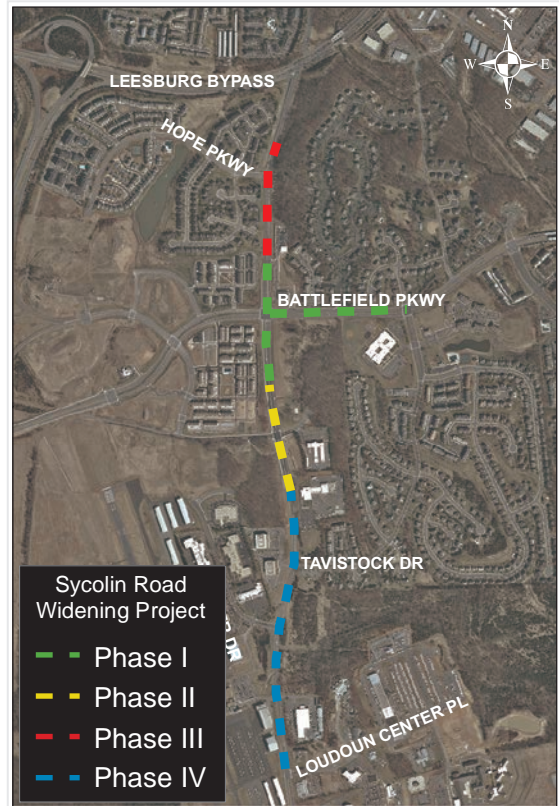 N
W E
S
LEESBURG BYPASS
HOPE PKWY
BATTLEFIELD PKWY
TAVISTOCK DR
DR
LOUDOUN CENTER PL
Sycolin Road
Widening Project
Phase I
Phase II
Phase III
Phase IV